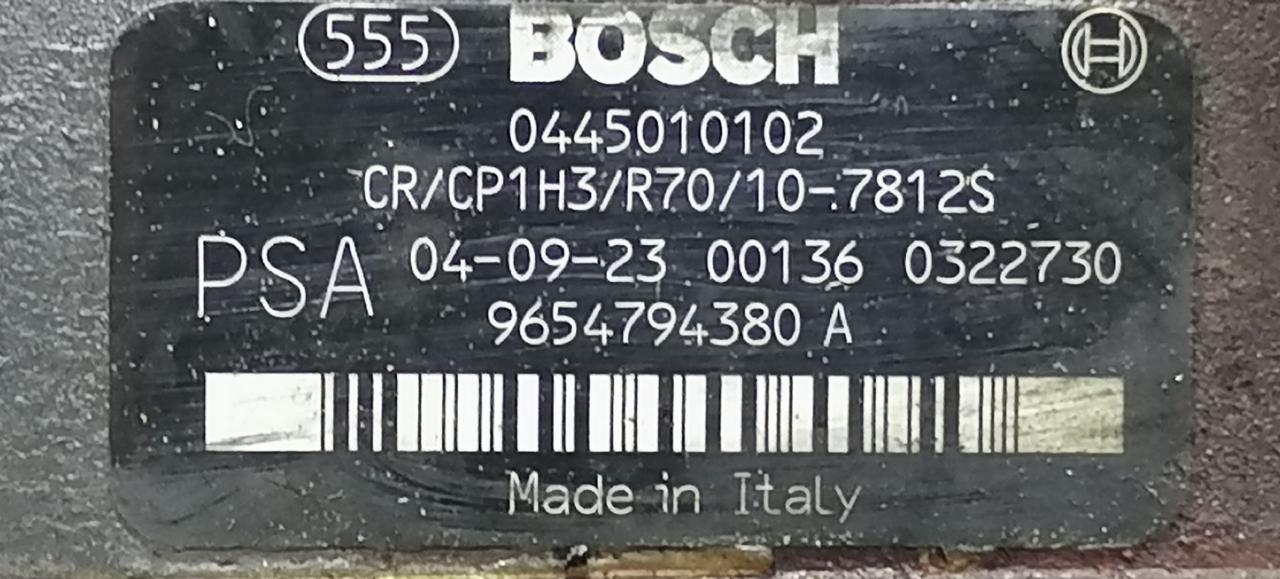 555 BOSCH
0445010102
CR/CP1H3/R70/10-7812S
PSA 04-09-23 00136 0322730
9654794380 A
Made in Italy